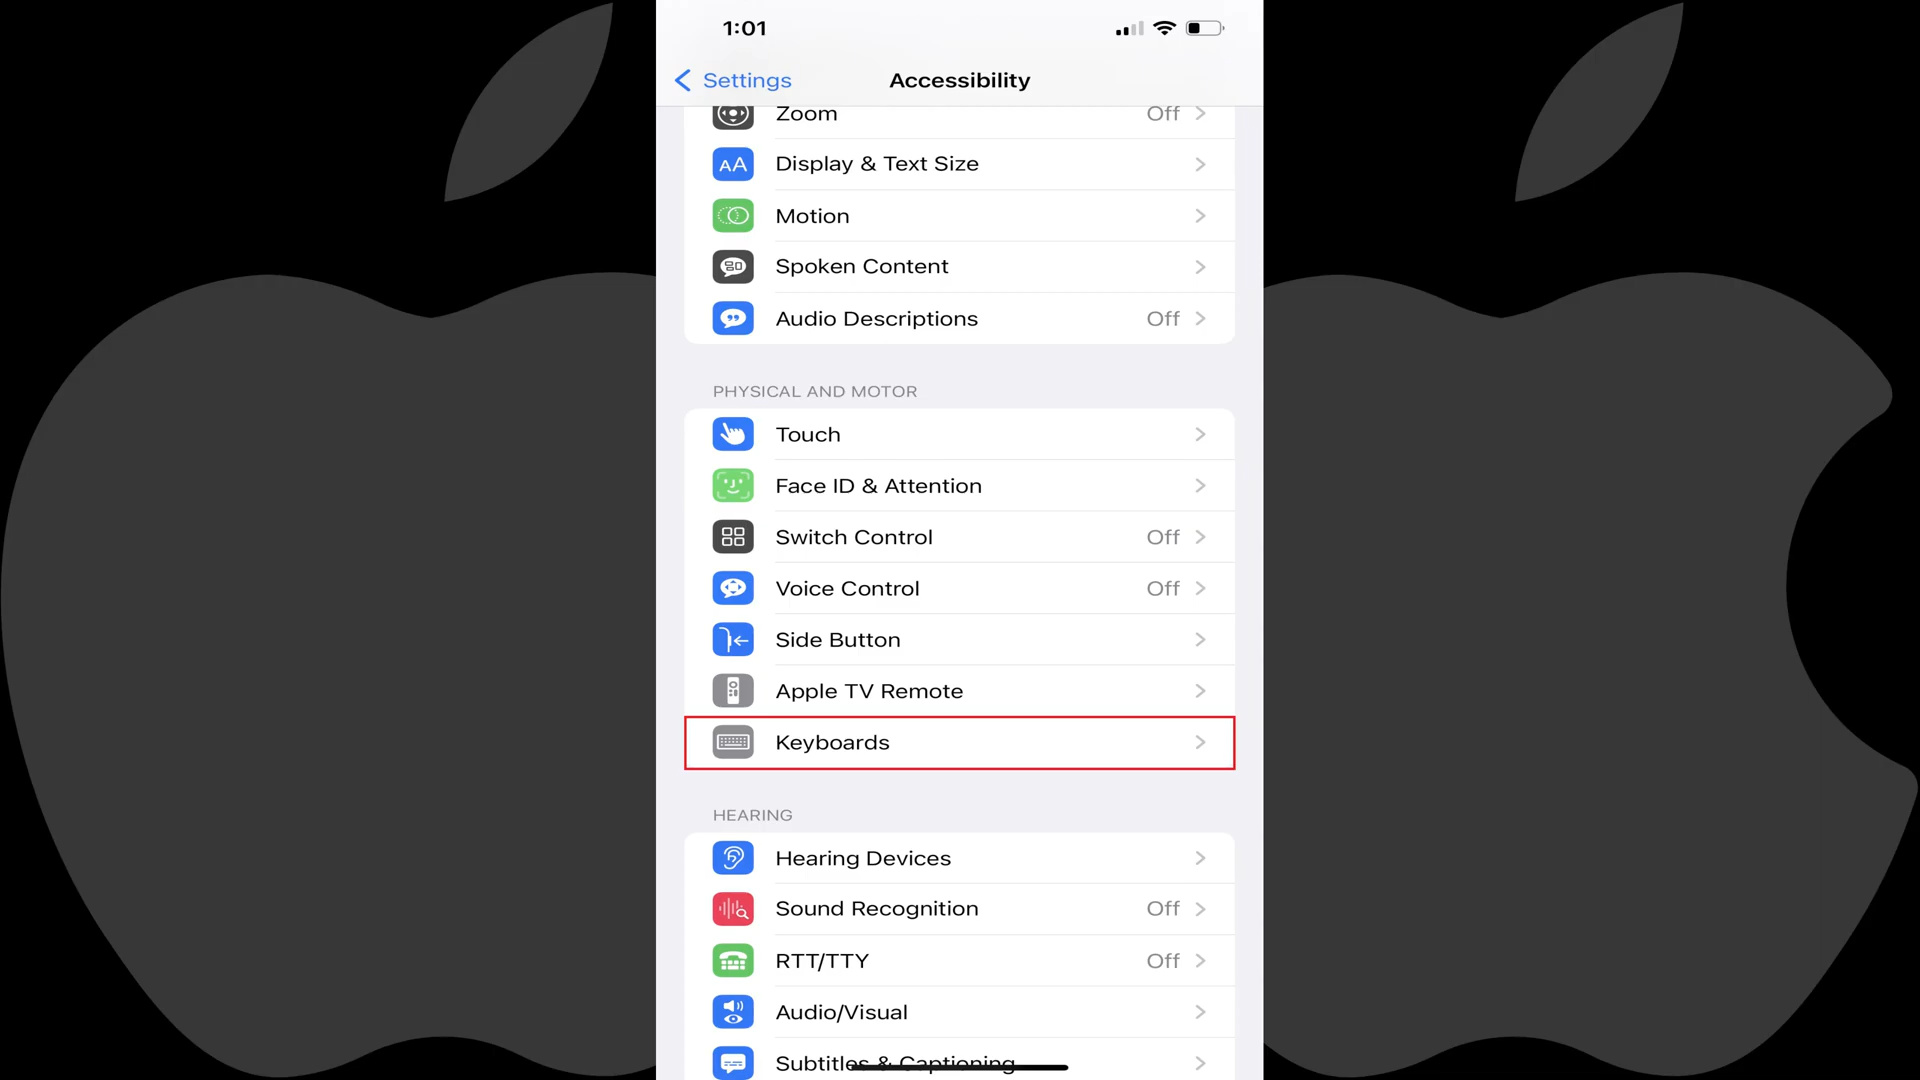 1:01
Settings
Accessibility
Zoom Off
AA Display & Text Size
Motion
Spoken Content
Audio Descriptions Off
PHYSICAL AND MOTOR
Touch
Face ID & Attention
Switch Control Off
Voice Control Off
Side Button
Apple TV Remote
Keyboards
HEARING
Hearing Devices
Sound Recognition Off
RTT/TTY Off
Audio/Visual
Subtitles & Captioning